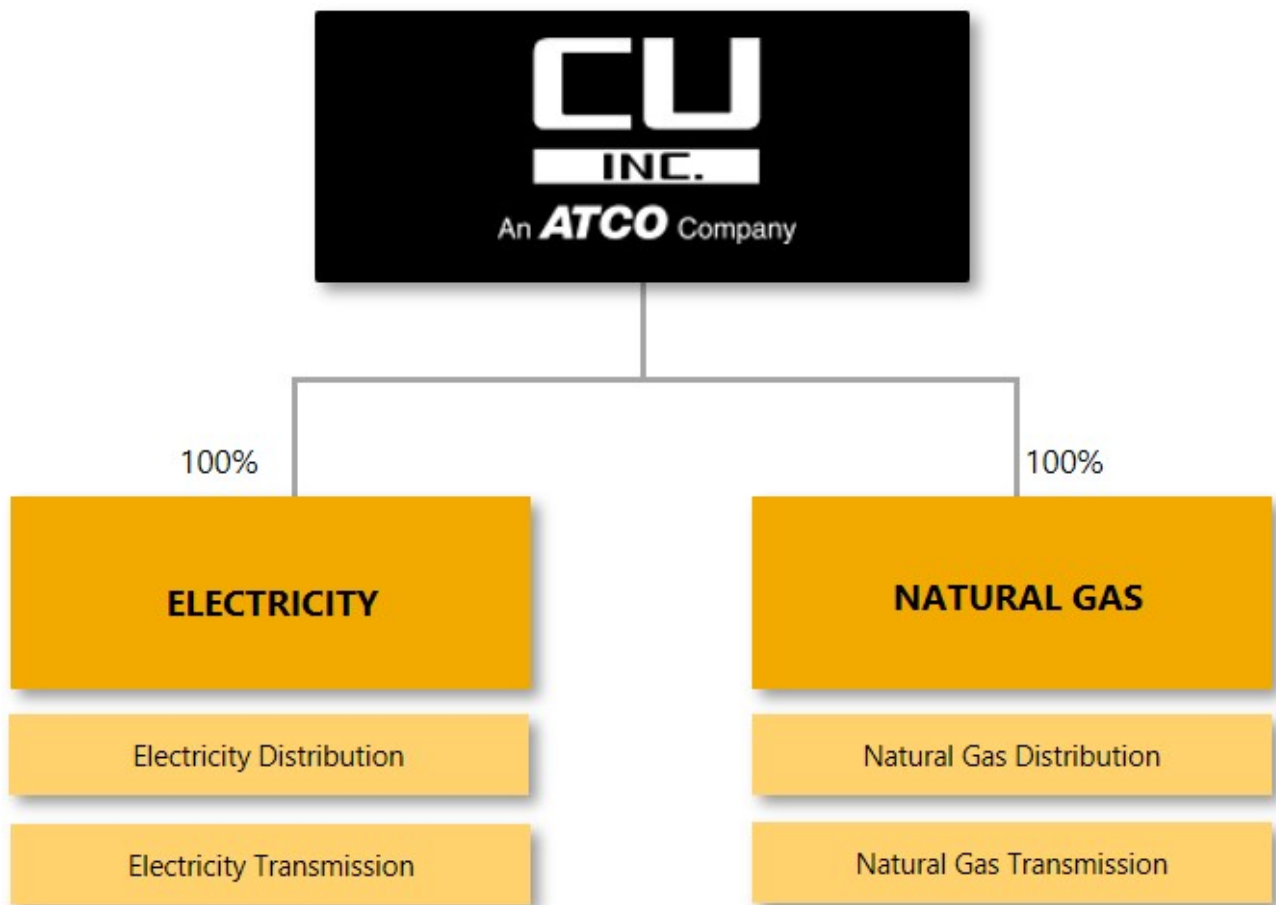 CU
INC.
An ATCO Company
100%
100%
ELECTRICITY
NATURAL GAS
Electricity Distribution
Natural Gas Distribution
Electricity Transmission
Natural Gas Transmission